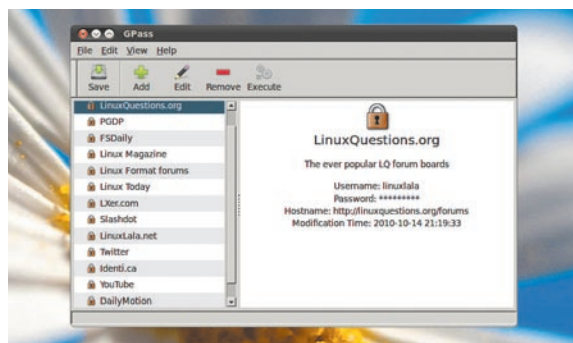 GPass
File Edit View Help
Save Add Edit Remove Execute
LinuxQuestions.org
PGDP
FSDaily
Linux Magazine
Linux Format forums
Linux Today
LXer.com
Slashdot
LinuxLala.net
Twitter
Identi.ca
YouTube
DailyMotion
LinuxQuestions.org
The ever popular LQ forum boards
Username: linuxlala
Password: *********
Hostname: http://linuxquestions.org/forums
Modification Time: 2010-10-14 21:19:33